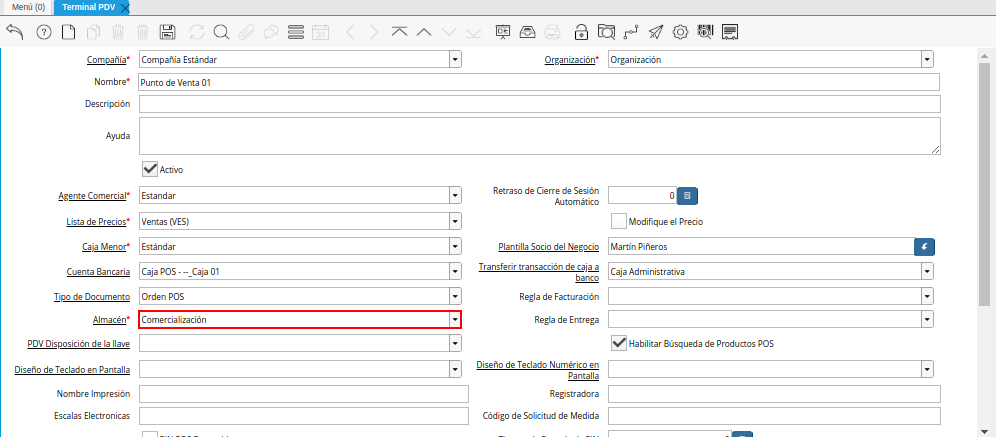 Menú (0) Terminal PDV
31
Compañía* Compañía Estándar Organización* Organización
Nombre* Punto de Venta 01
Descripción
Ayuda
Activo
Agente Comercial* Estandar Retraso de Cierre de Sesión Automático 0
Lista de Precios* Ventas (VES) Modifique el Precio
Caja Menor* Estándar Plantilla Socio del Negocio Martín Piñeros
Cuenta Bancaria Caja POS - --_Caja 01 Transferir transacción de caja a banco Caja Administrativa
Tipo de Documento Orden POS Regla de Facturación
Almacén* Comercialización Regla de Entrega
PDV Disposición de la llave Habilitar Búsqueda de Productos POS
Diseño de Teclado en Pantalla Diseño de Teclado Numérico en Pantalla
Nombre Impresión Registradora
Escalas Electronicas Código de Solicitud de Medida